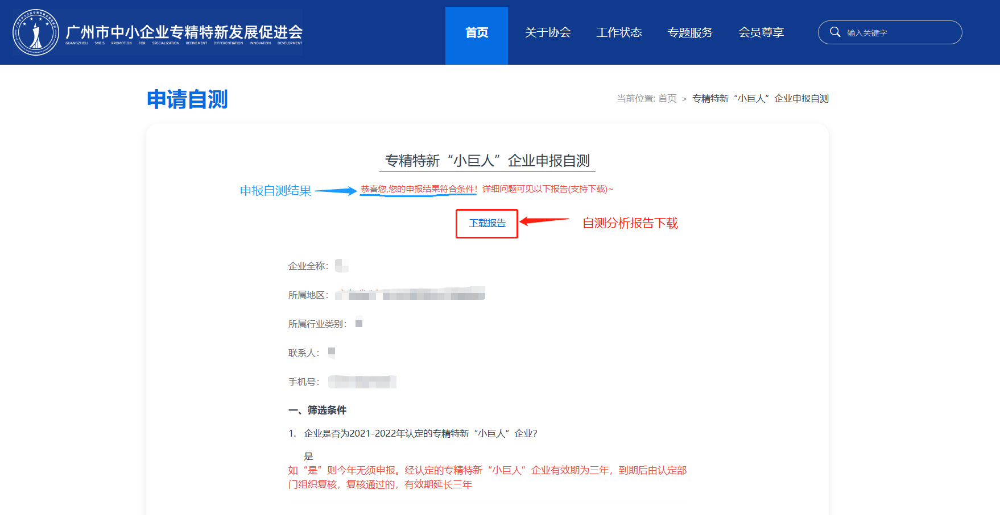 广州市中小企业专精特新发展促进会
GUANGZHOU SME'S PROMOTION FOR SPECIALIZATION REFINEMENT DIFFERENTIATION INNOVATION DEVELOPMENT
首页 关于协会 工作状态 专题服务 会员尊享 输入关键字
申请自测
当前位置: 首页 > 专精特新“小巨人”企业申报自测
专精特新“小巨人”企业申报自测
申报自测结果 恭喜您,您的申报结果符合条件！详细问题可见以下报告(支持下载)~
下载报告 自测分析报告下载
企业全称：
所属地区：
所属行业类别：
联系人：
手机号：
一、筛选条件
1. 企业是否为2021-2022年认定的专精特新“小巨人”企业？
是
如“是”则今年无须申报。经认定的专精特新“小巨人”企业有效期为三年，到期后由认定部
门组织复核，复核通过的，有效期延长三年